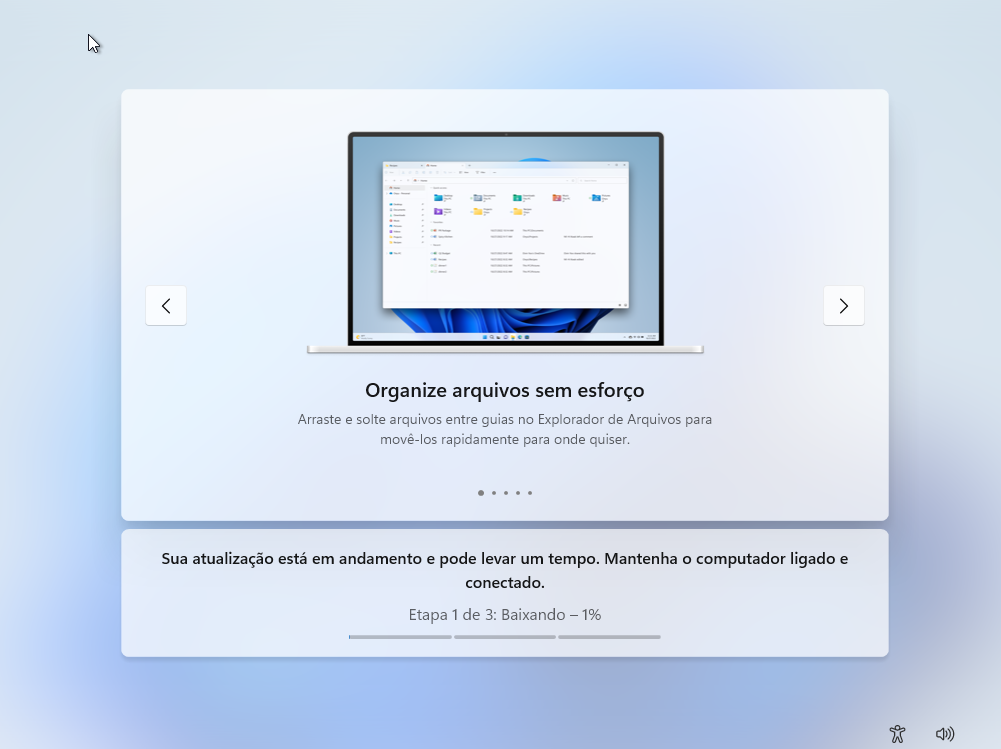 Organize arquivos sem esforço
Arraste e solte arquivos entre guias no Explorador de Arquivos para
movê-los rapidamente para onde quiser.
Sua atualização está em andamento e pode levar um tempo. Mantenha o computador ligado e
conectado.
Etapa 1 de 3: Baixando – 1%